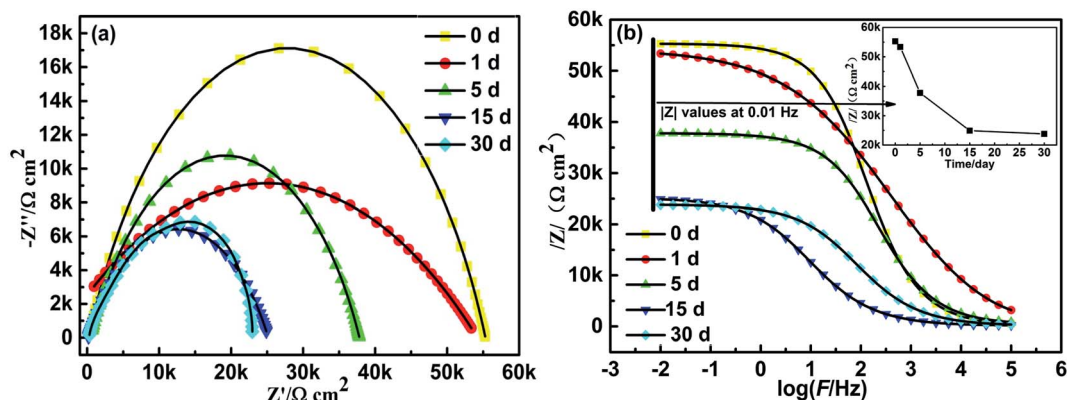 (a)
0 d
1 d
5 d
15 d
30 d
18k
16k
14k
12k
10k
8k
6k
4k
2k
0
-Z''/Ω cm²
0
10k
20k
30k
40k
50k
60k
Z'/Ω cm²
(b)
60k
50k
40k
30k
20k
10k
0
/Z/ (Ω cm²)
|Z| values at 0.01 Hz
0 d
1 d
5 d
15 d
30 d
-3
-2
-1
0
1
2
3
4
5
6
log(F/Hz)
60k
50k
40k
30k
20k
/Z/ (Ω cm²)
0
5
10
15
20
25
30
Time/day